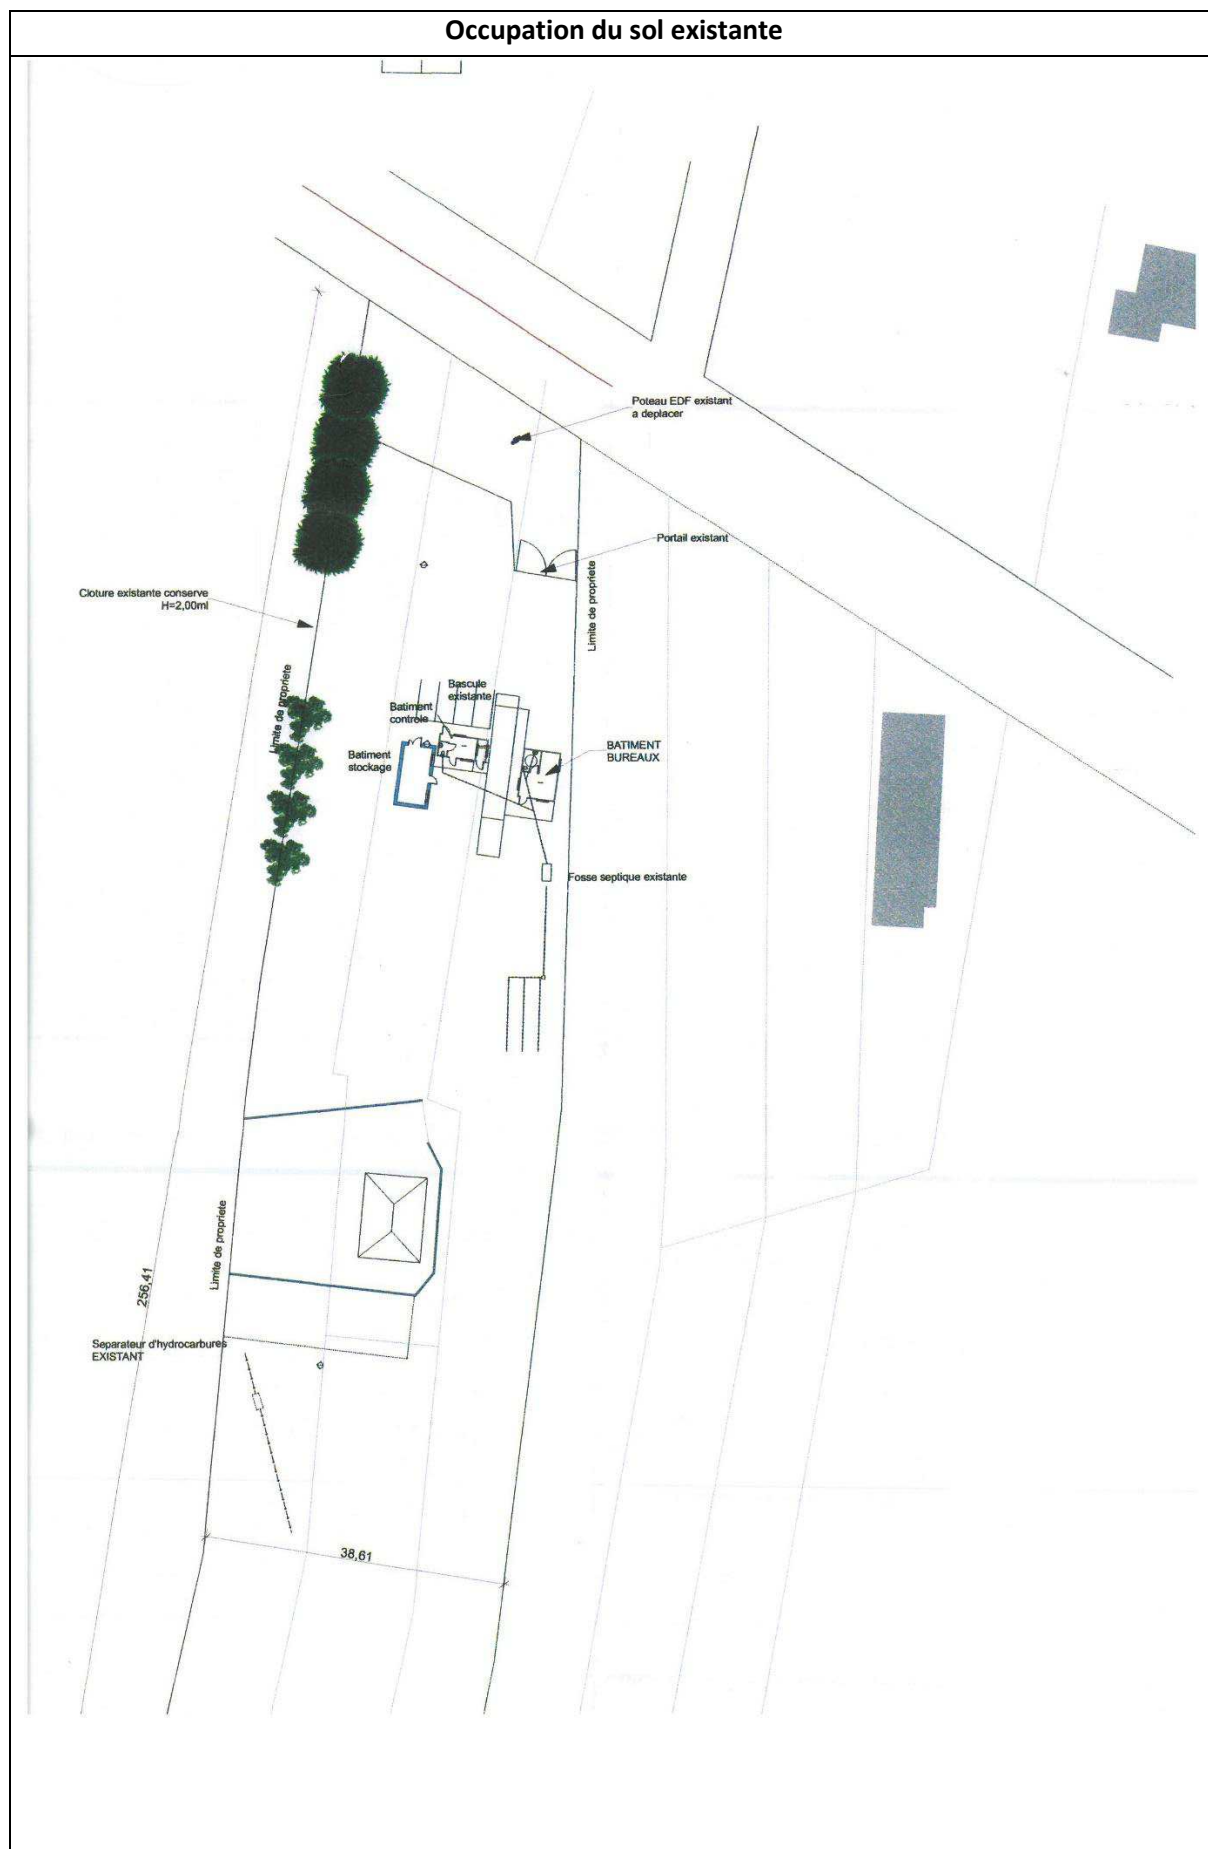 Occupation du sol existante
Poteau EDF existant
a deplacer
Portail existant
Cloture existante conserve
H=2,00ml
Limite de propriete
Limite de propriete
Bascule
existante
Batiment
controle
Batiment
stockage
BATIMENT
BUREAUX
Fosse septique existante
Limite de propriete
256,41
Separateur d'hydrocarbures
EXISTANT
38,61